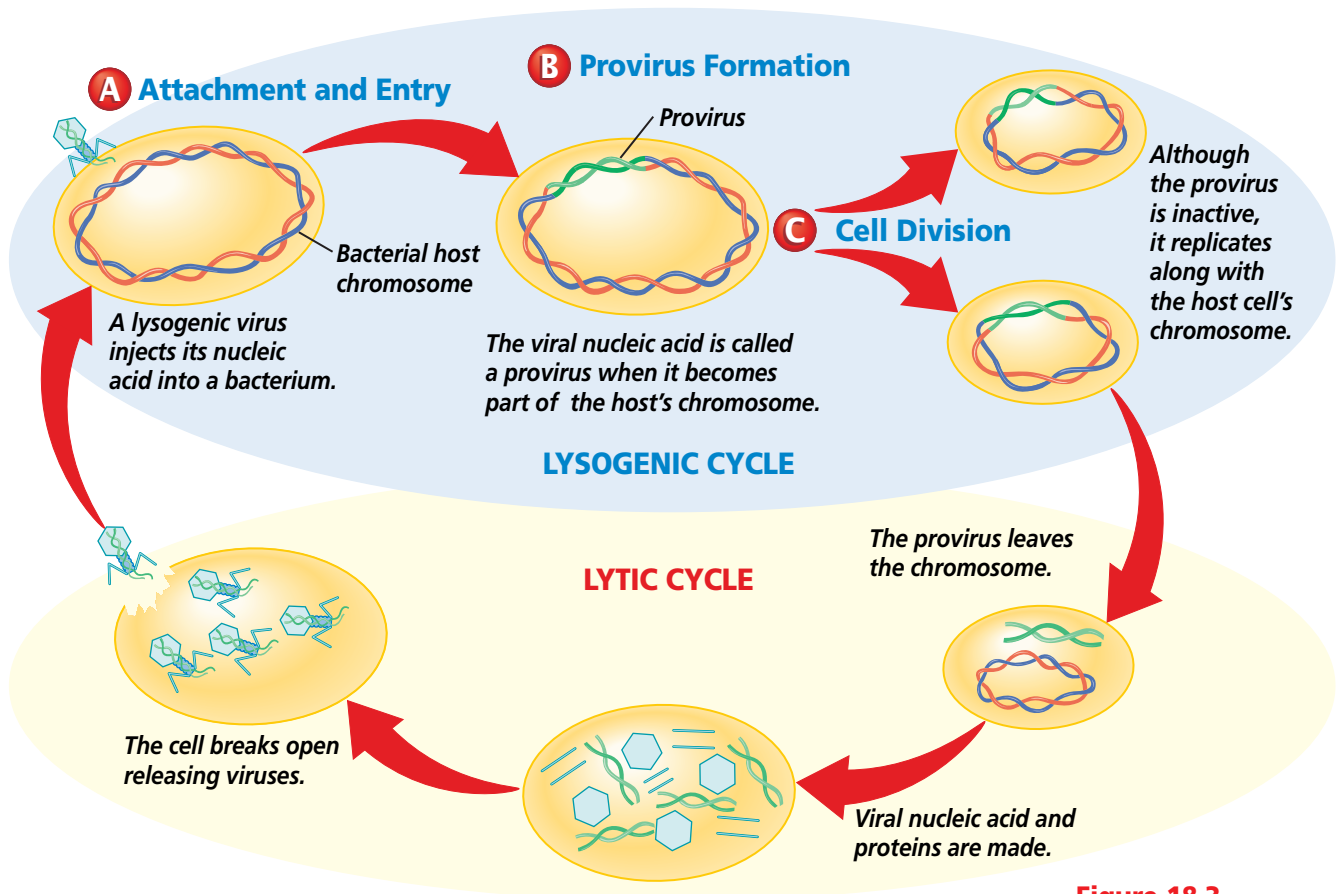 A Attachment and Entry
B Provirus Formation
Provirus
Bacterial host
chromosome
A lysogenic virus
injects its nucleic
acid into a bacterium.
The viral nucleic acid is called
a provirus when it becomes
part of the host's chromosome.
C Cell Division
Although
the provirus
is inactive,
it replicates
along with
the host cell's
chromosome.
LYSOGENIC CYCLE
LYTIC CYCLE
The provirus leaves
the chromosome.
Viral nucleic acid and
proteins are made.
The cell breaks open
releasing viruses.
Figure 18.3